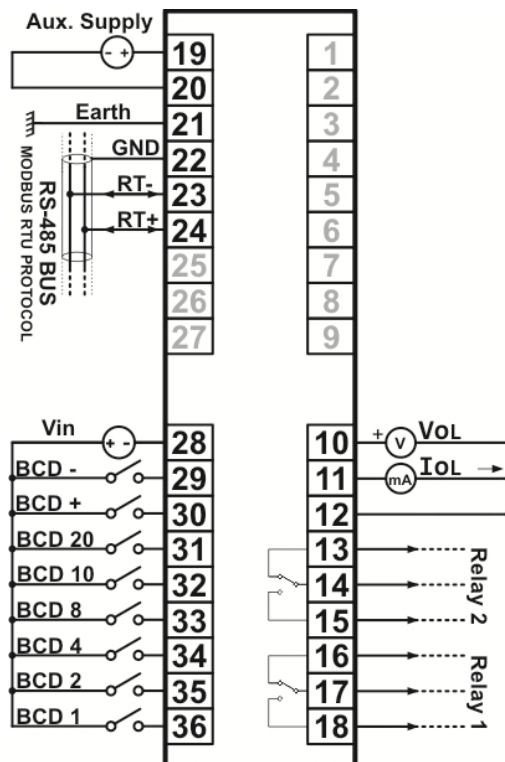 Aux. Supply
- +
19
20
Earth
21
GND
22
RT-
23
RT+
24
25
26
27
RS-485 BUS
MODBUS RTU PROTOCOL
1
2
3
4
5
6
7
8
9
Vin
+ -
28
BCD -
29
BCD +
30
BCD 20
31
BCD 10
32
BCD 8
33
BCD 4
34
BCD 2
35
BCD 1
36
10
+ V VOL
11
mA IOL
12
13
14
15
Relay 2
16
17
18
Relay 1